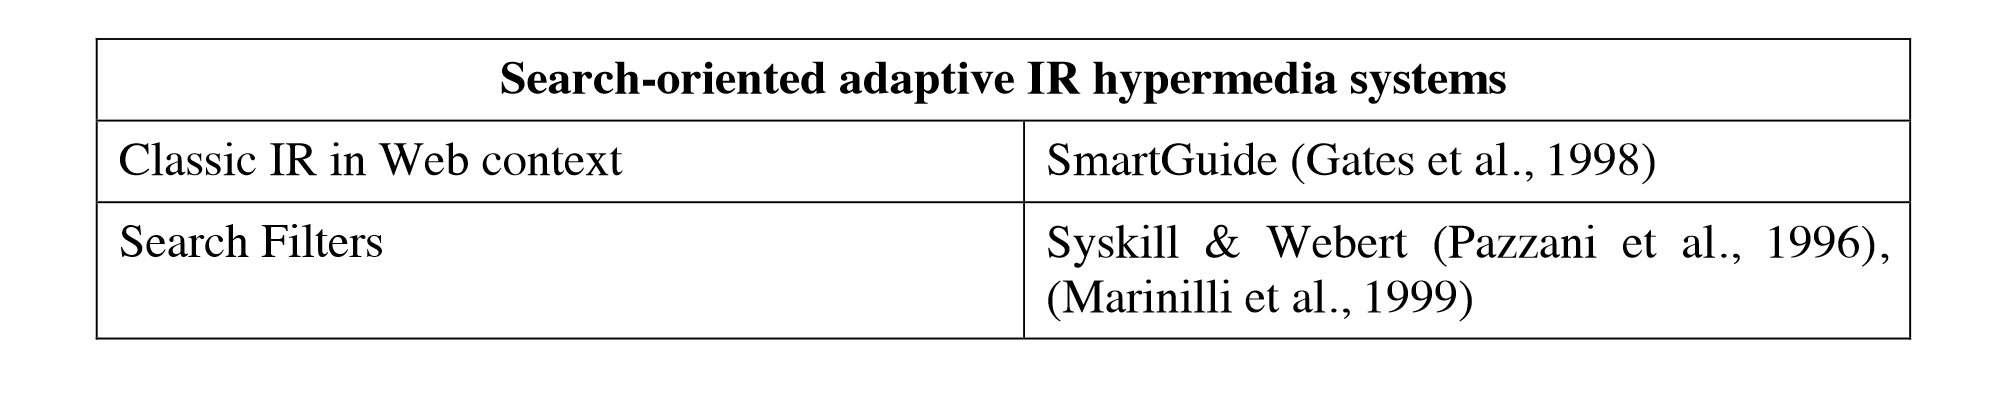 Search-oriented adaptive IR hypermedia systems
Classic IR in Web context
SmartGuide (Gates et al., 1998)
Search Filters
Syskill & Webert (Pazzani et al., 1996),
(Marinilli et al., 1999)